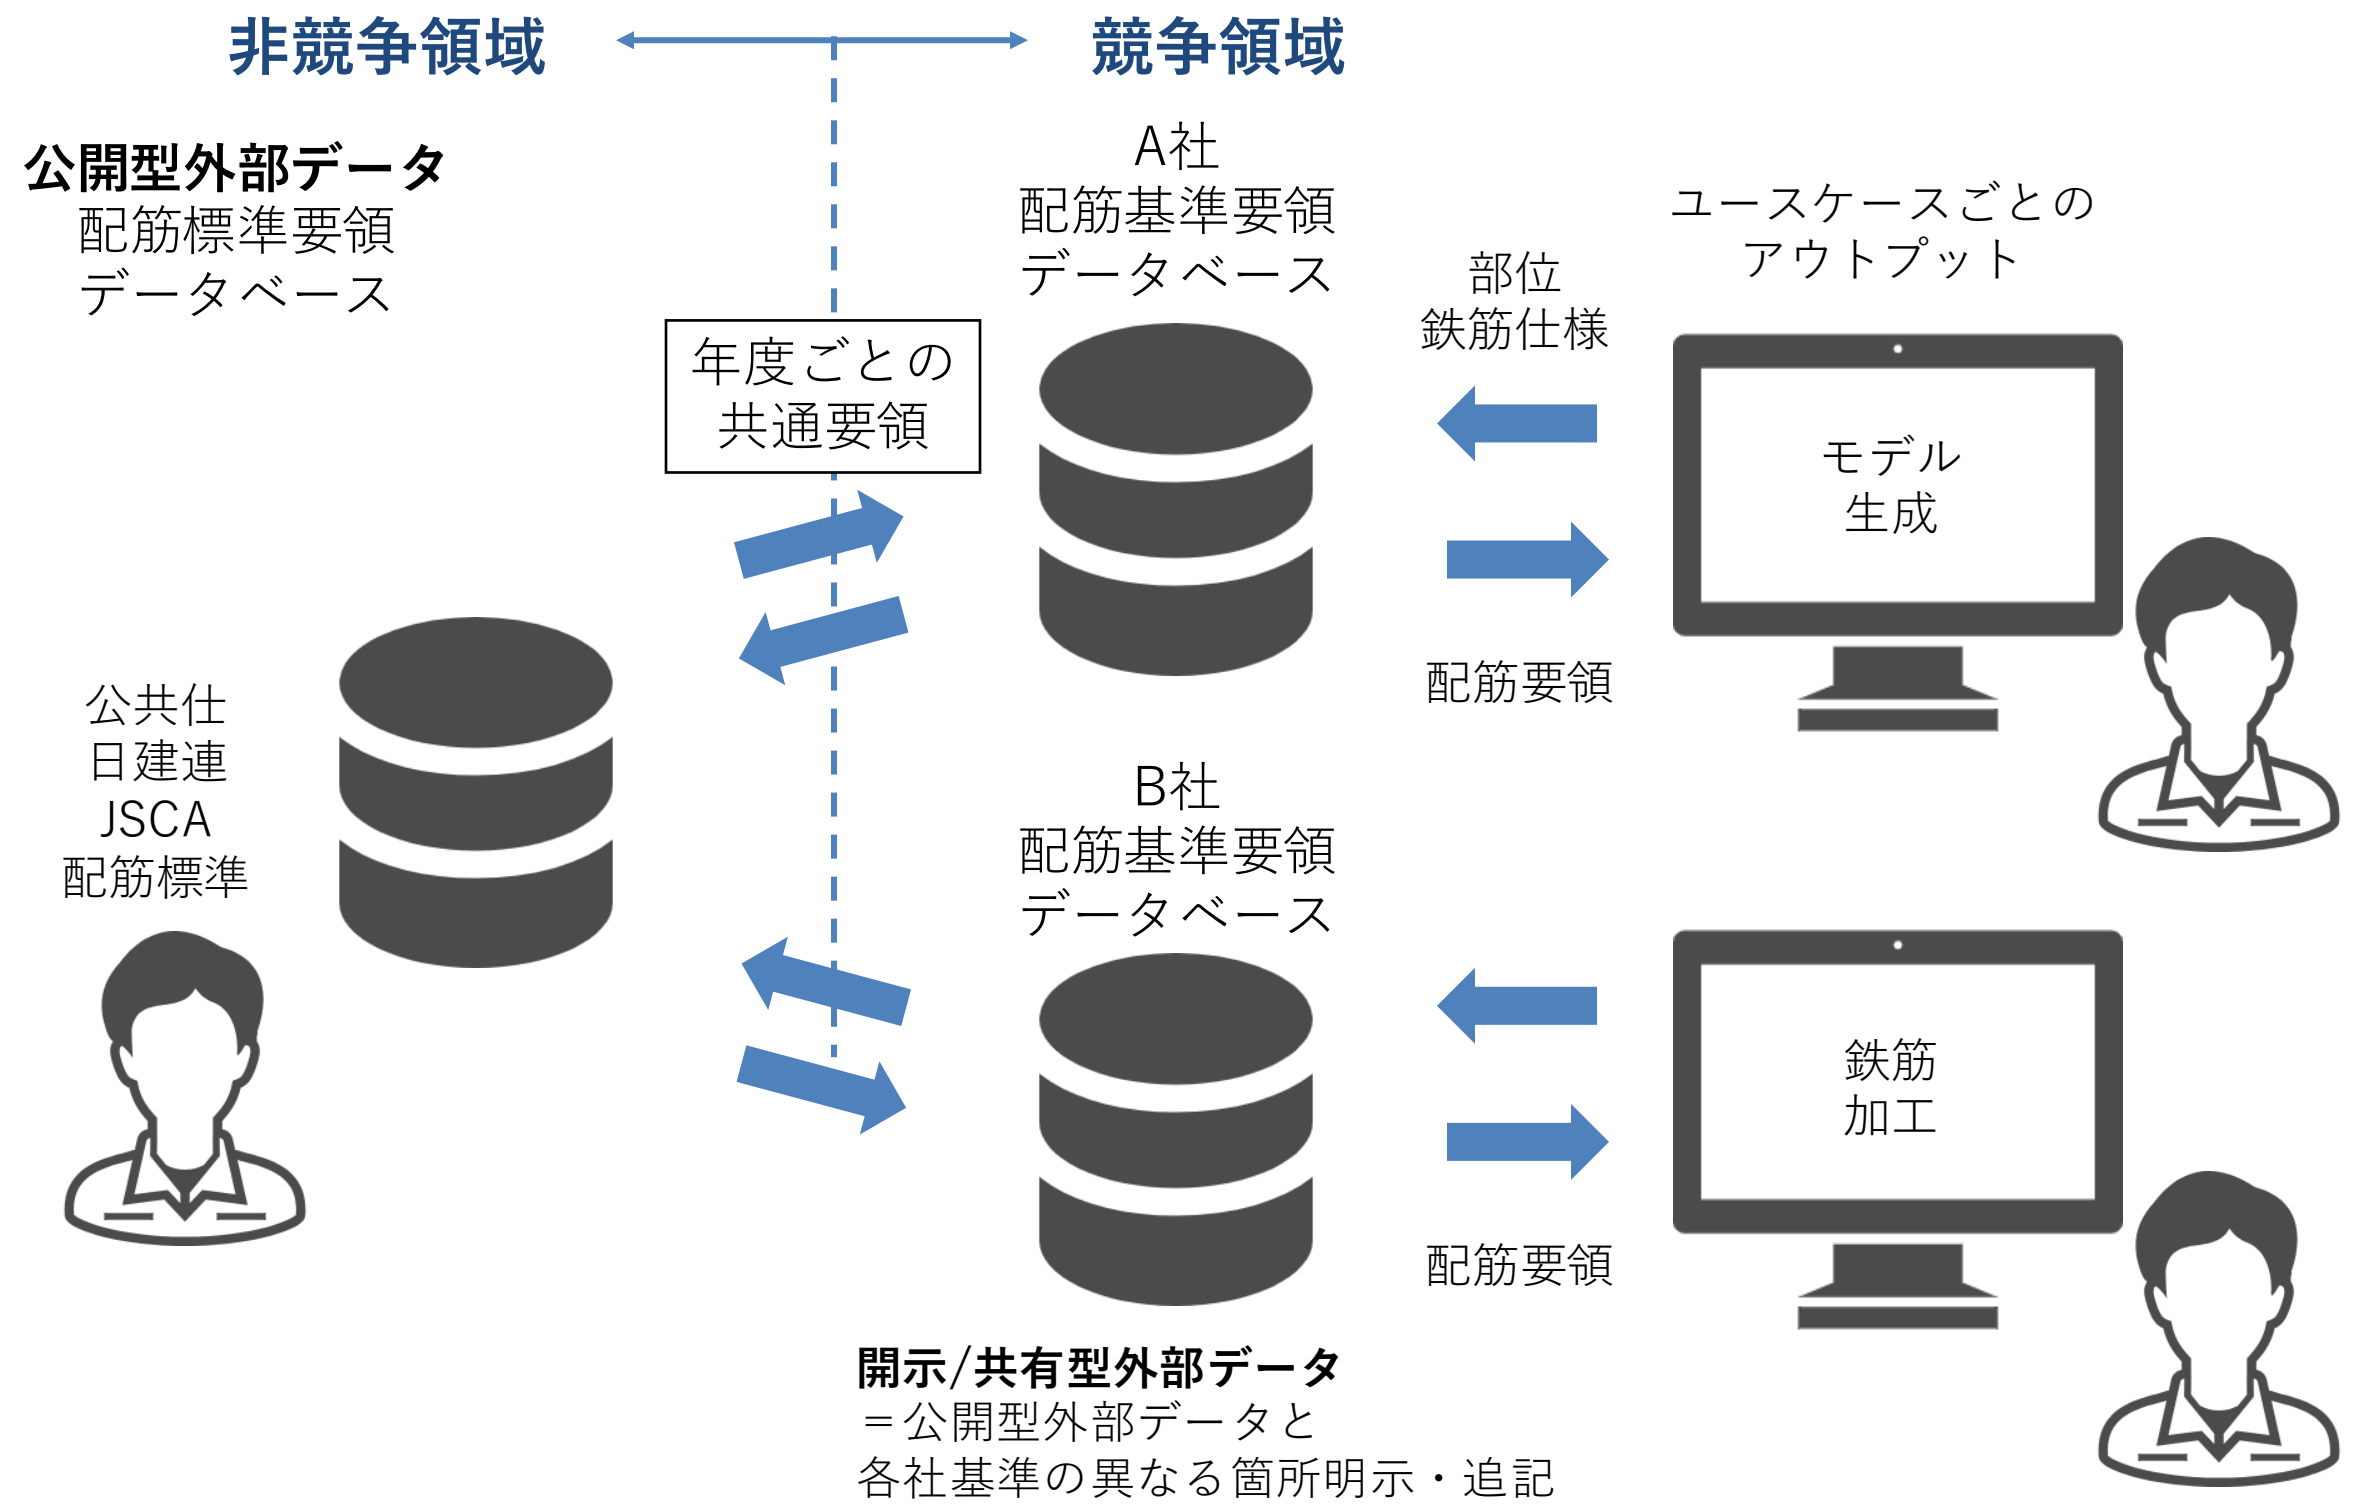 非競争領域
競争領域
公開型外部データ
配筋標準要領
データベース
年度ごとの
共通要領
A社
配筋基準要領
データベース
部位
鉄筋仕様
ユースケースごとの
アウトプット
モデル
生成
配筋要領
公共仕
日建連
JSCA
配筋標準
B社
配筋基準要領
データベース
鉄筋
加工
配筋要領
開示/共有型外部データ
＝公開型外部データと
各社基準の異なる箇所明示・追記